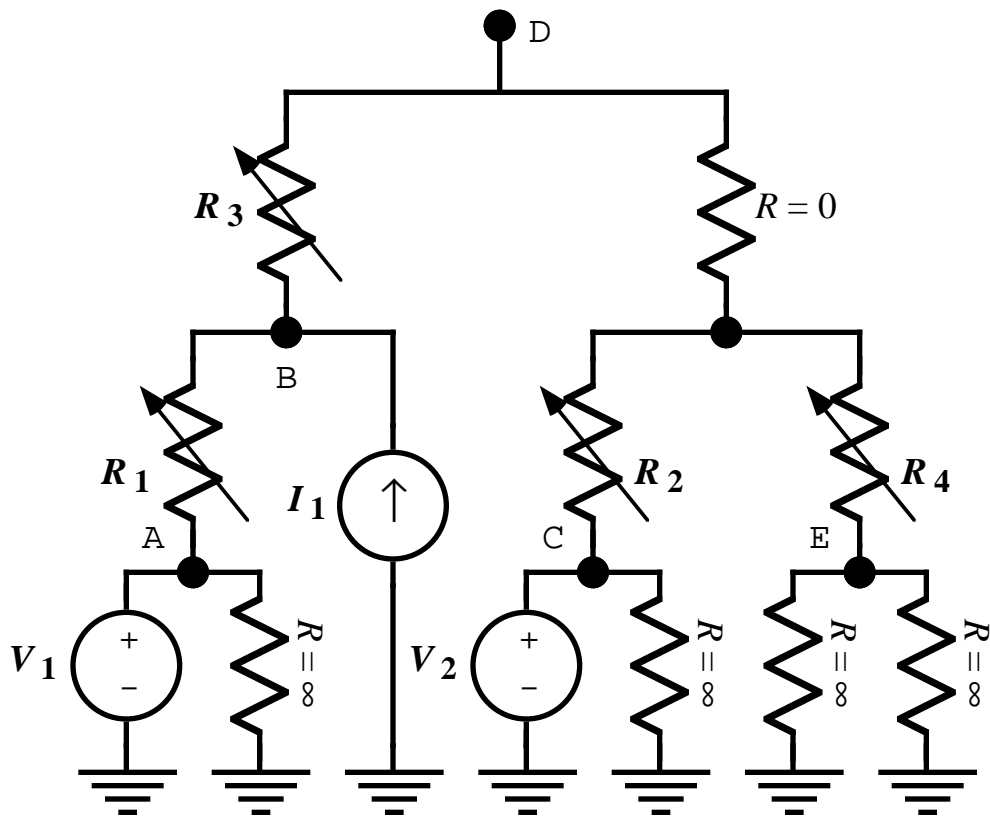 D
R3
R = 0
B
R1
I1
↑
R2
R4
A
C
E
V1
+
−
R = ∞
V2
+
−
R = ∞
R = ∞
R = ∞